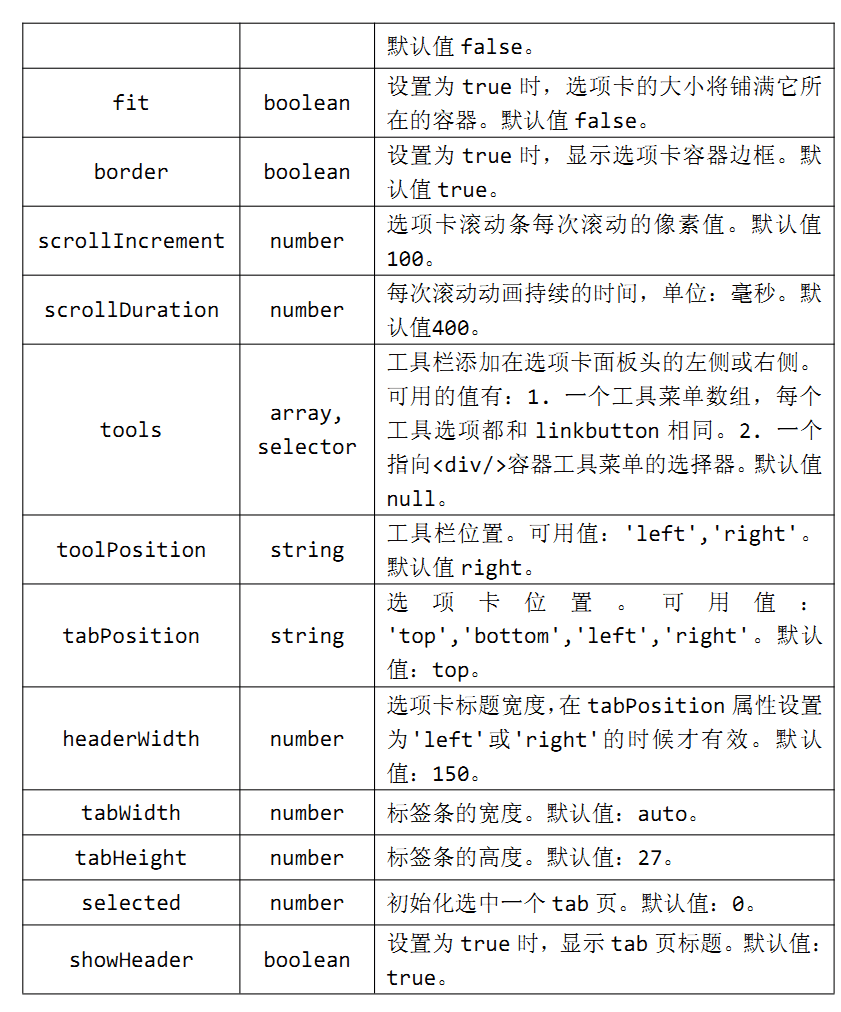 默认值 false。
fit boolean 设置为 true 时，选项卡的大小将铺满它所
在的容器。默认值 false。
border boolean 设置为 true 时，显示选项卡容器边框。默
认值 true。
scrollIncrement number 选项卡滚动条每次滚动的像素值。默认值
100。
scrollDuration number 每次滚动动画持续的时间，单位：毫秒。默
认值400。
tools array,
selector
工具栏添加在选项卡面板头的左侧或右侧。
可用的值有：1. 一个工具菜单数组，每个
工具选项都和 linkbutton 相同。2. 一个
指向<div/>容器工具菜单的选择器。默认值
null。
toolPosition string 工具栏位置。可用值：'left','right'。
默认值 right。
tabPosition string 选项卡位置。可用值：
'top','bottom','left','right'。默认
值：top。
headerWidth number 选项卡标题宽度，在 tabPosition 属性设置
为'left'或'right'的时候才有效。默认
值：150。
tabWidth number 标签条的宽度。默认值：auto。
tabHeight number 标签条的高度。默认值：27。
selected number 初始化选中一个 tab 页。默认值：0。
showHeader boolean 设置为 true 时，显示 tab 页标题。默认值：
true。